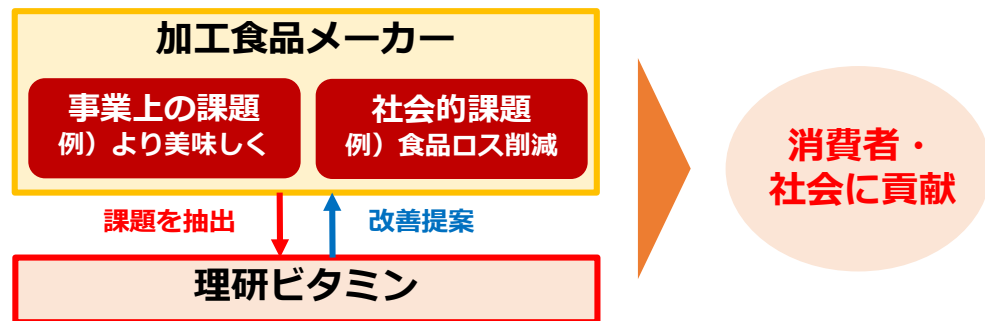 加工食品メーカー
事業上の課題
例）より美味しく
社会的課題
例）食品ロス削減
課題を抽出
改善提案
理研ビタミン
消費者・
社会に貢献